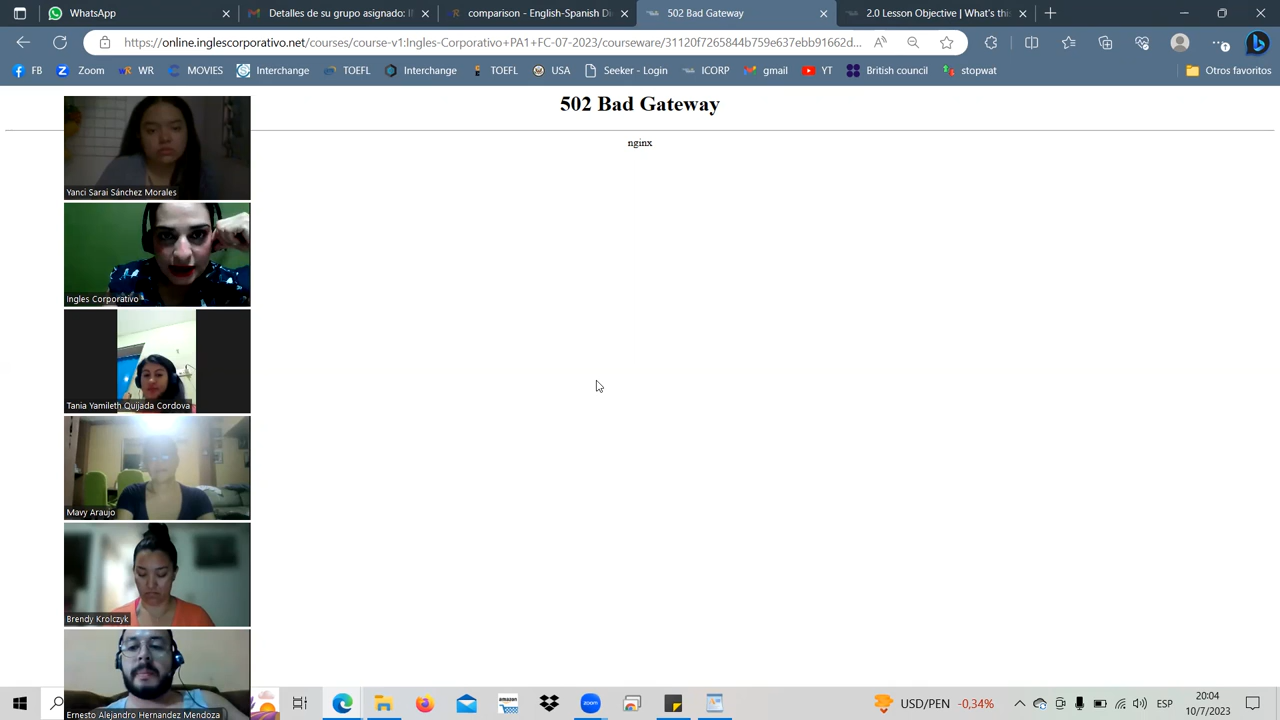 WhatsApp
Detalles de su grupo asignado: I
comparison - English-Spanish Di
502 Bad Gateway
2.0 Lesson Objective | What's thi
https://online.inglescorporativo.net/courses/course-v1:Ingles-Corporativo+PA1+FC-07-2023/courseware/31120f7265844b759e637ebb91662d...
FB
Zoom
WR
MOVIES
Interchange
TOEFL
Interchange
TOEFL
USA
Seeker - Login
ICORP
gmail
YT
British council
stopwat
Otros favoritos
502 Bad Gateway
nginx
Yanci Sarai Sánchez Morales
Ingles Corporativo
Tania Yamileth Quijada Cordova
Mavy Araujo
Brendy Krolczyk
Ernesto Alejandro Hernandez Mendoza
amazon
zoom
USD/PEN -0,34%
ESP
20:04
10/7/2023